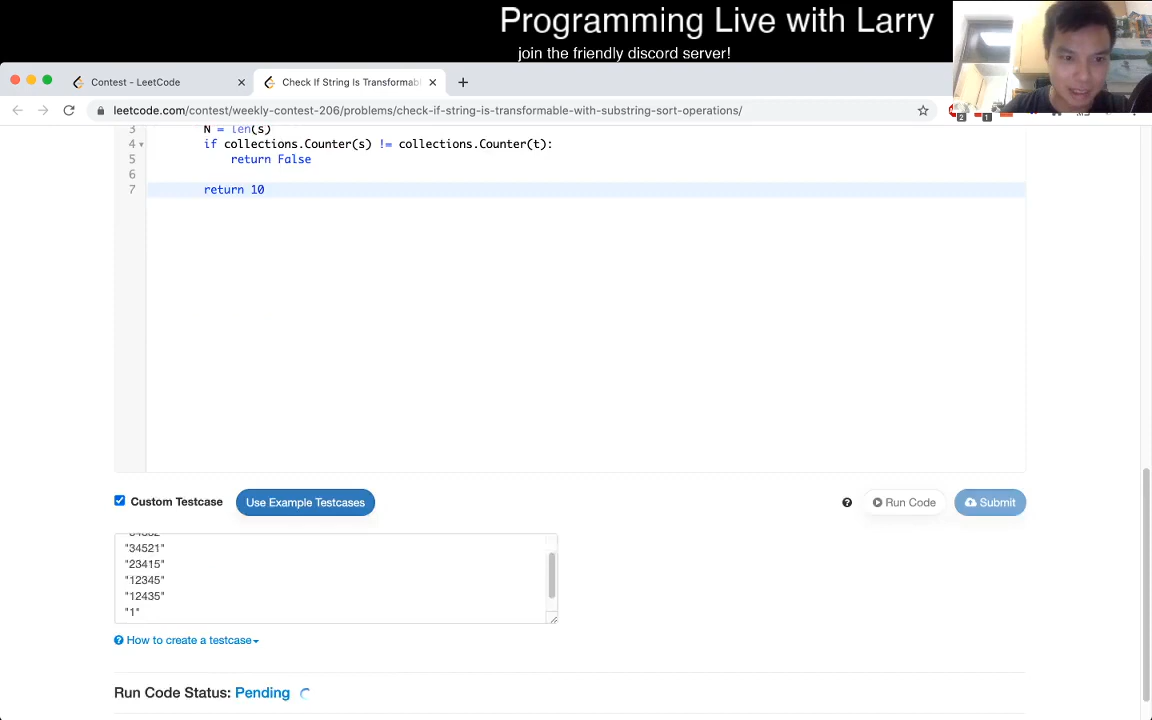 Programming Live with Larry
join the friendly discord server!
Contest - LeetCode
Check If String Is Transformab
leetcode.com/contest/weekly-contest-206/problems/check-if-string-is-transformable-with-substring-sort-operations/
2
1
3 N = len(s)
4 if collections.Counter(s) != collections.Counter(t):
5 return False
6
7 return 10
Custom Testcase
Use Example Testcases
Run Code
Submit
"34521"
"23415"
"12345"
"12435"
"1"
How to create a testcase
Run Code Status: Pending